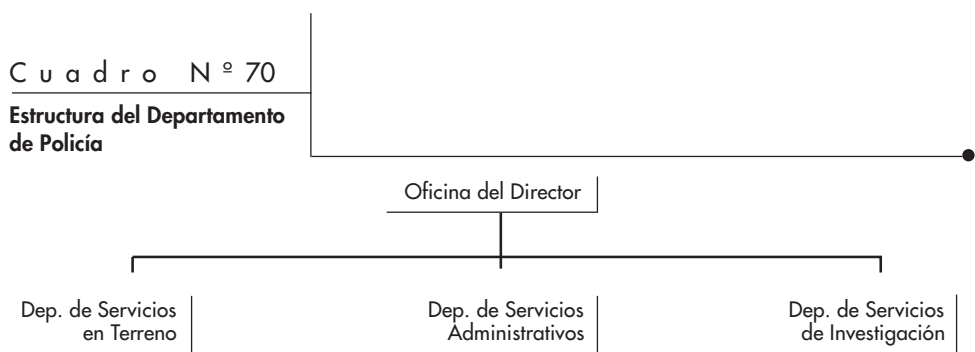 Cuadro Nº 70
Estructura del Departamento
de Policía
Oficina del Director
Dep. de Servicios
en Terreno
Dep. de Servicios
Administrativos
Dep. de Servicios
de Investigación